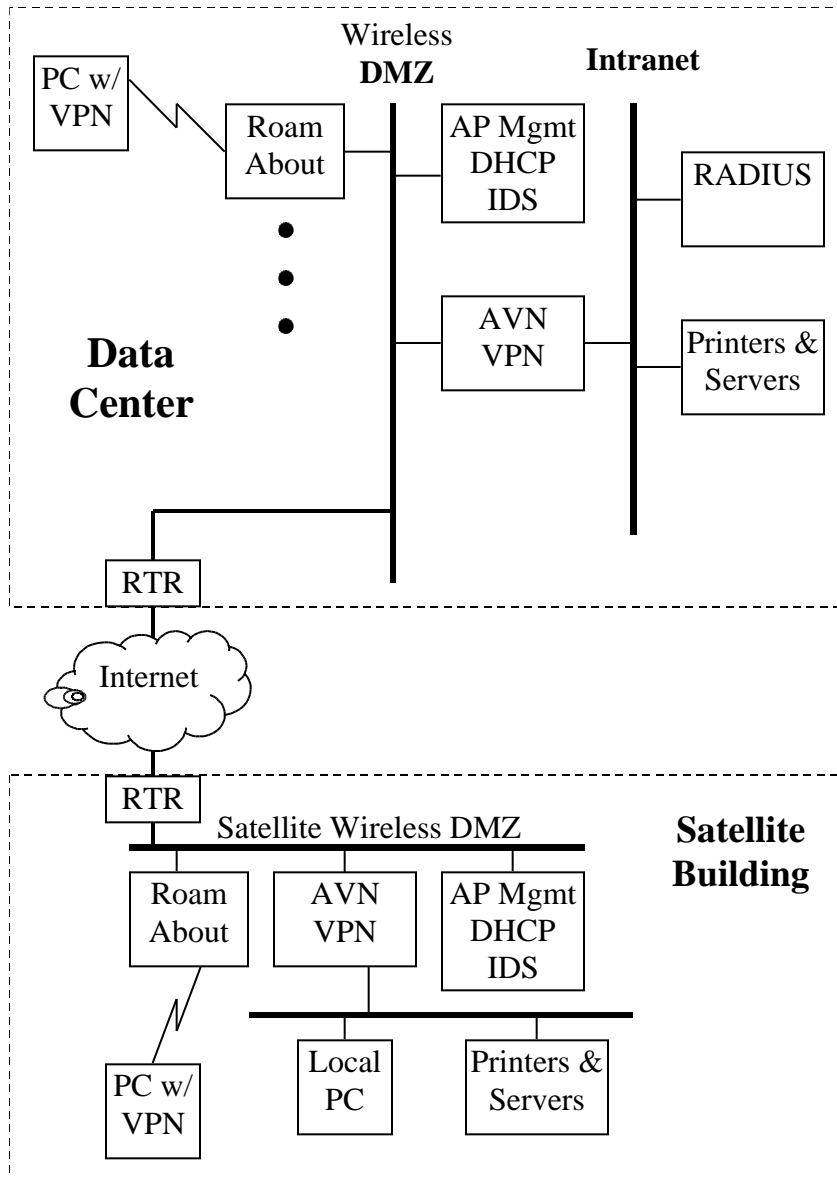 Wireless
DMZ
Intranet
PC w/
VPN
Roam
About
AP Mgmt
DHCP
IDS
RADIUS
AVN
VPN
Printers &
Servers
Data
Center
RTR
Internet
RTR
Satellite Wireless DMZ
Satellite
Building
Roam
About
AVN
VPN
AP Mgmt
DHCP
IDS
PC w/
VPN
Local
PC
Printers &
Servers